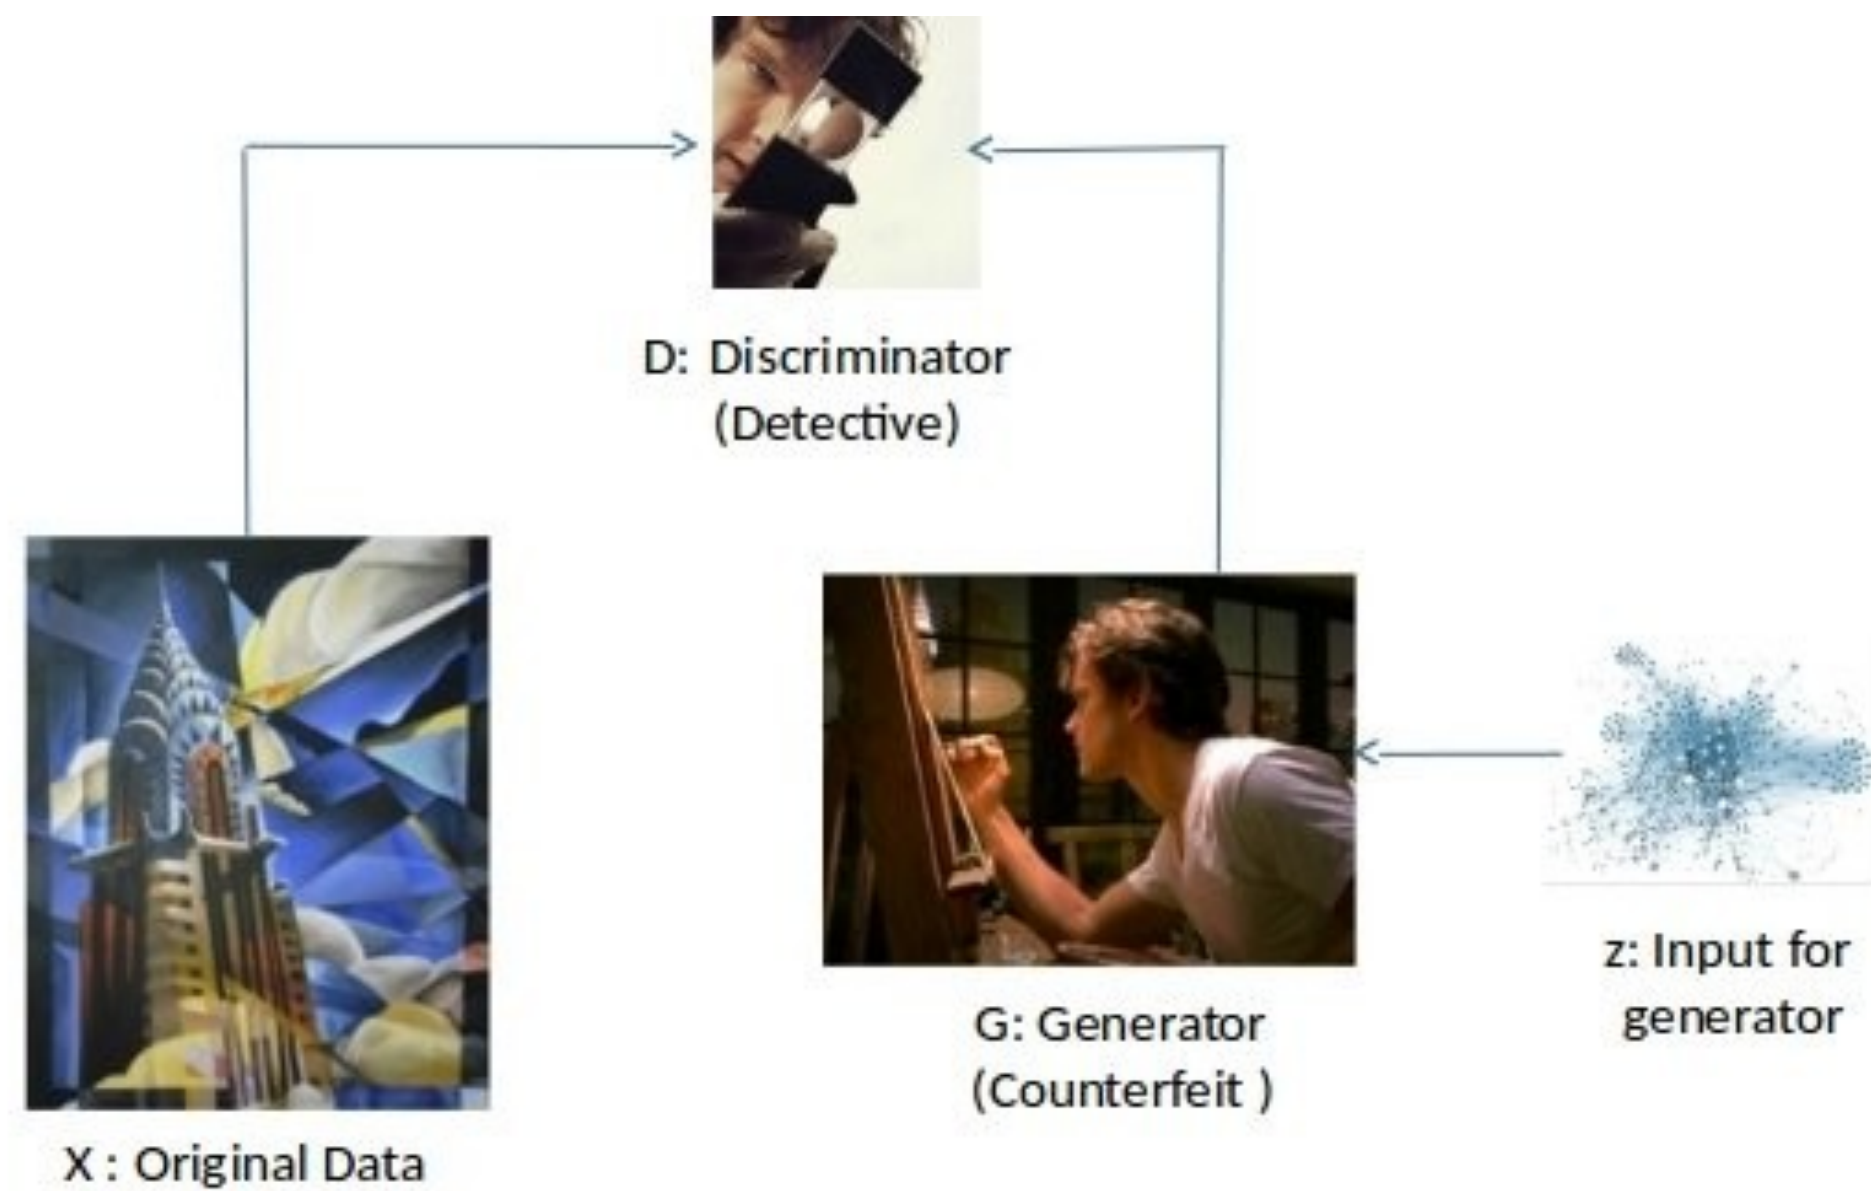 D: Discriminator
(Detective)
z: Input for
generator
G: Generator
(Counterfeit )
X : Original Data